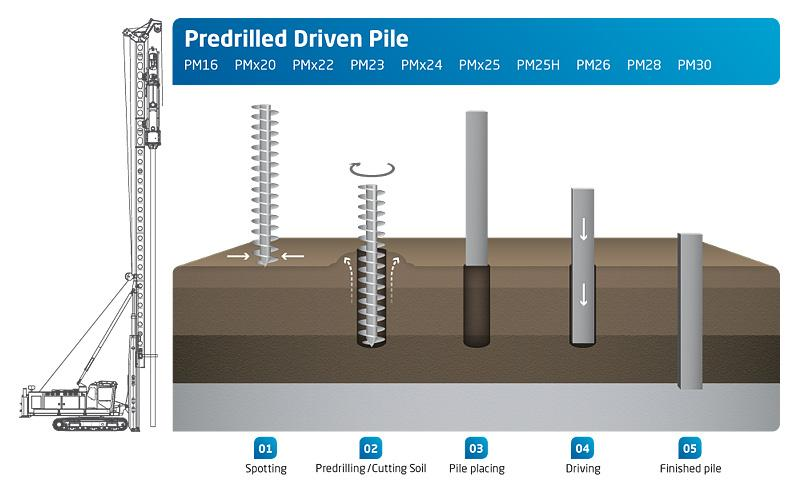 Predrilled Driven Pile
PM16 PMx20 PMx22 PM23 PMx24 PMx25 PM25H PM26 PM28 PM30
01 02 03 04 05
Spotting Predrilling/Cutting Soil Pile placing Driving Finished pile